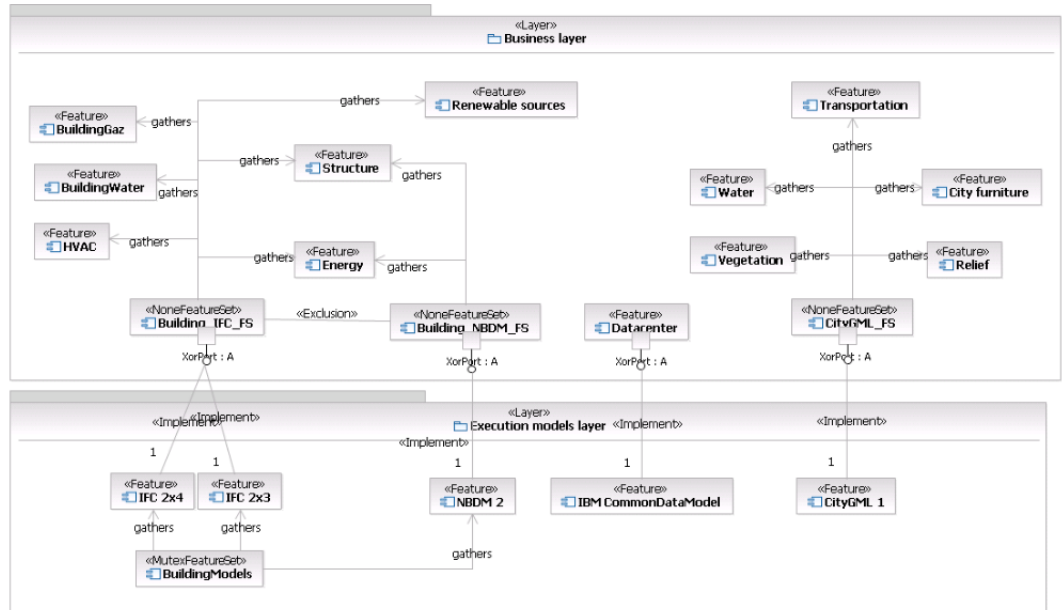 «Layer»
Business layer
«Feature»
Renewable sources
gathers
«Feature»
Transportation
gathers
«Feature»
BuildingGaz
gathers
«Feature»
Structure
gathers
gathers
«Feature»
BuildingWater
gathers
«Feature»
Water
gathers
gathers
«Feature»
City furniture
«Feature»
HVAC
gathers
«Feature»
Energy
gathers
gathers
«Feature»
Vegetation
gathers
gathers
«Feature»
Relief
«NoneFeatureSet»
Building_IFC_FS
«Exclusion»
«NoneFeatureSet»
Building_NBDM_FS
«Feature»
Datacenter
«NoneFeatureSet»
CityGML_FS
XorPort : A
XorPort : A
XorPort : A
XorPort : A
«Layer»
Execution models layer
«Implement»
«Implement»
«Implement»
«Implement»
«Implement»
1
1
1
1
1
«Feature»
IFC 2x4
«Feature»
IFC 2x3
«Feature»
NBDM 2
«Feature»
IBM CommonDataModel
«Feature»
CityGML 1
gathers
gathers
gathers
«MutexFeatureSet»
BuildingModels